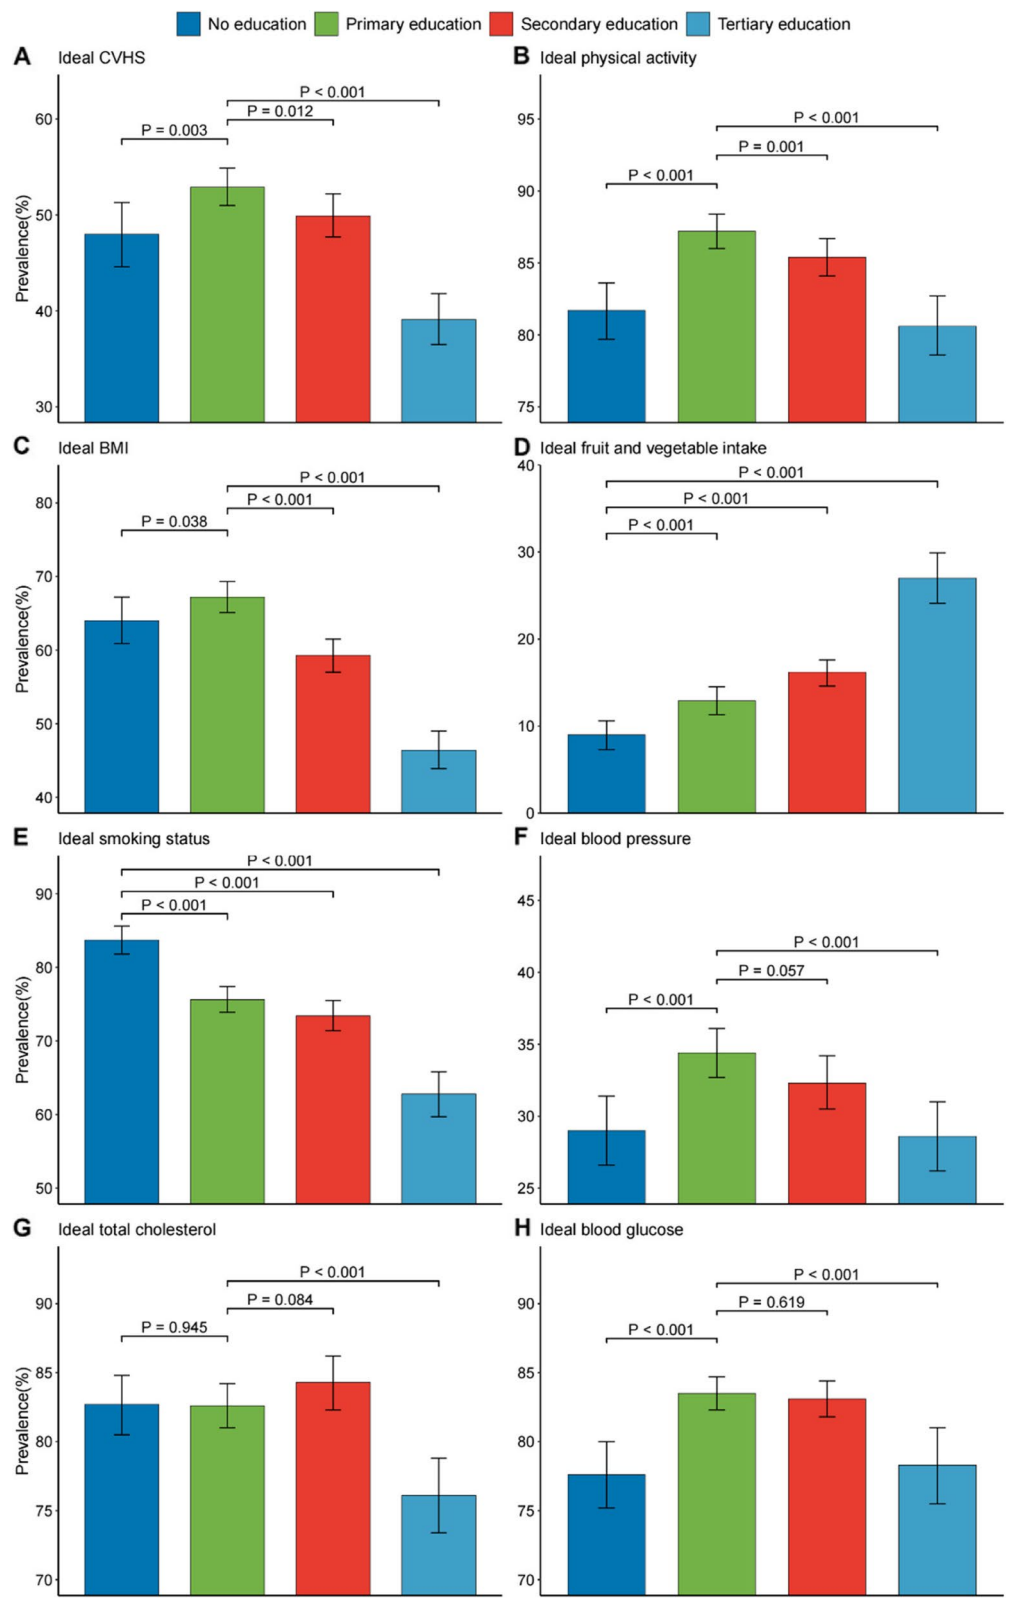 No education Primary education Secondary education Tertiary education
A Ideal CVHS
Prevalence(%)
60
50
40
30
P < 0.001
P = 0.012
P = 0.003
B Ideal physical activity
95
90
85
80
75
P < 0.001
P = 0.001
P < 0.001
C Ideal BMI
Prevalence(%)
80
70
60
50
40
P < 0.001
P < 0.001
P = 0.038
D Ideal fruit and vegetable intake
40
30
20
10
0
P < 0.001
P < 0.001
P < 0.001
E Ideal smoking status
Prevalence(%)
90
80
70
60
50
P < 0.001
P < 0.001
P < 0.001
F Ideal blood pressure
45
40
35
30
25
P < 0.001
P = 0.057
P < 0.001
G Ideal total cholesterol
Prevalence(%)
90
85
80
75
70
P < 0.001
P = 0.084
P = 0.945
H Ideal blood glucose
90
85
80
75
70
P < 0.001
P = 0.619
P < 0.001